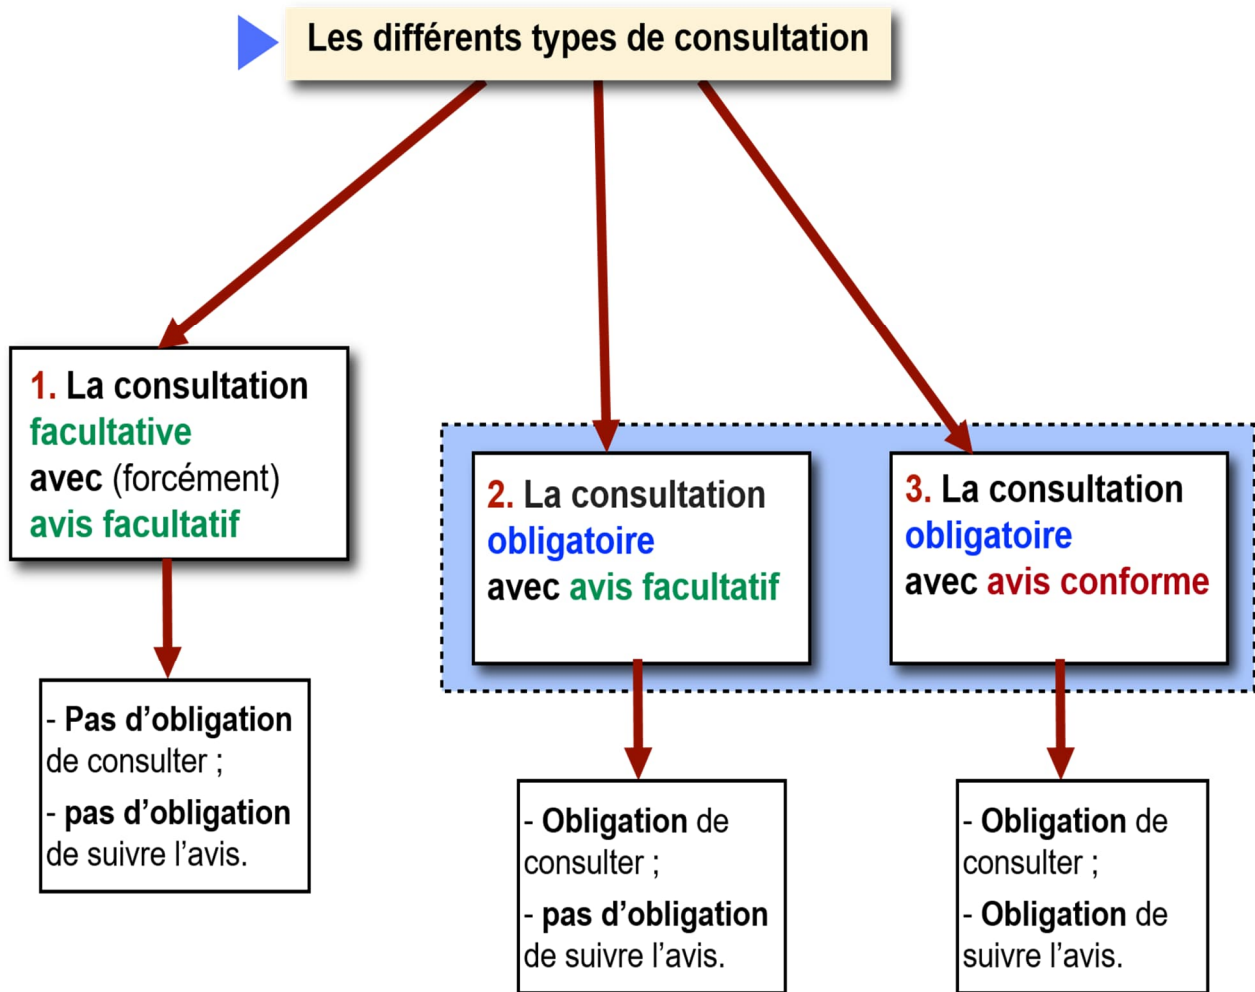 Les différents types de consultation
1. La consultation
facultative
avec (forcément)
avis facultatif
- Pas d’obligation
de consulter ;
- pas d’obligation
de suivre l’avis.
2. La consultation
obligatoire
avec avis facultatif
- Obligation de
consulter ;
- pas d’obligation
de suivre l’avis.
3. La consultation
obligatoire
avec avis conforme
- Obligation de
consulter ;
- Obligation de
suivre l’avis.